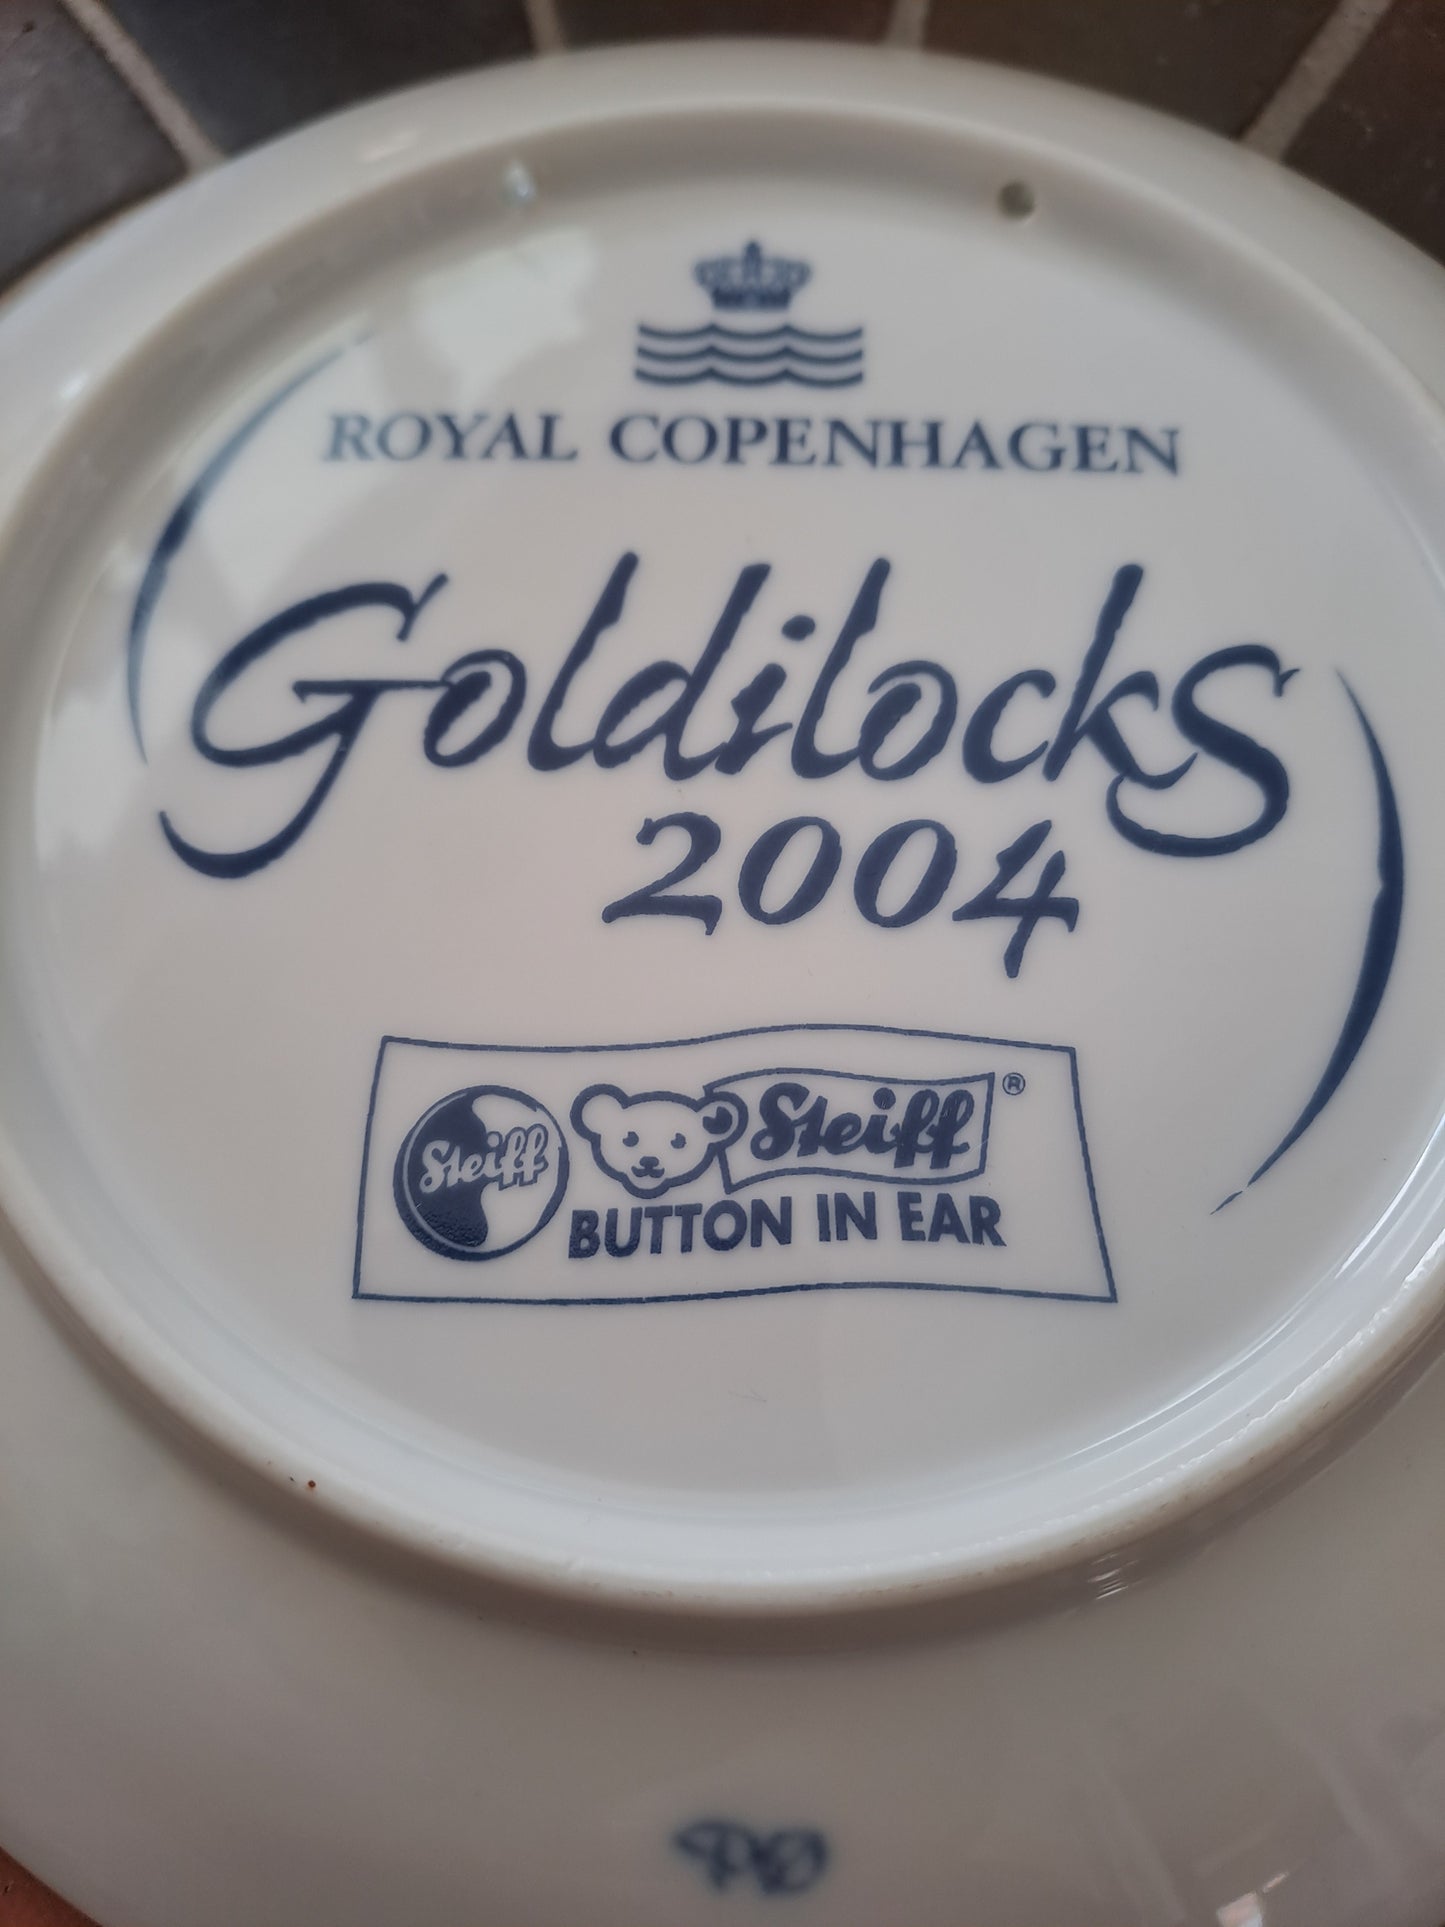 ROYAL COPENHAGEN
Goldilocks
2004
Steiff
Steiff®
BUTTON IN EAR